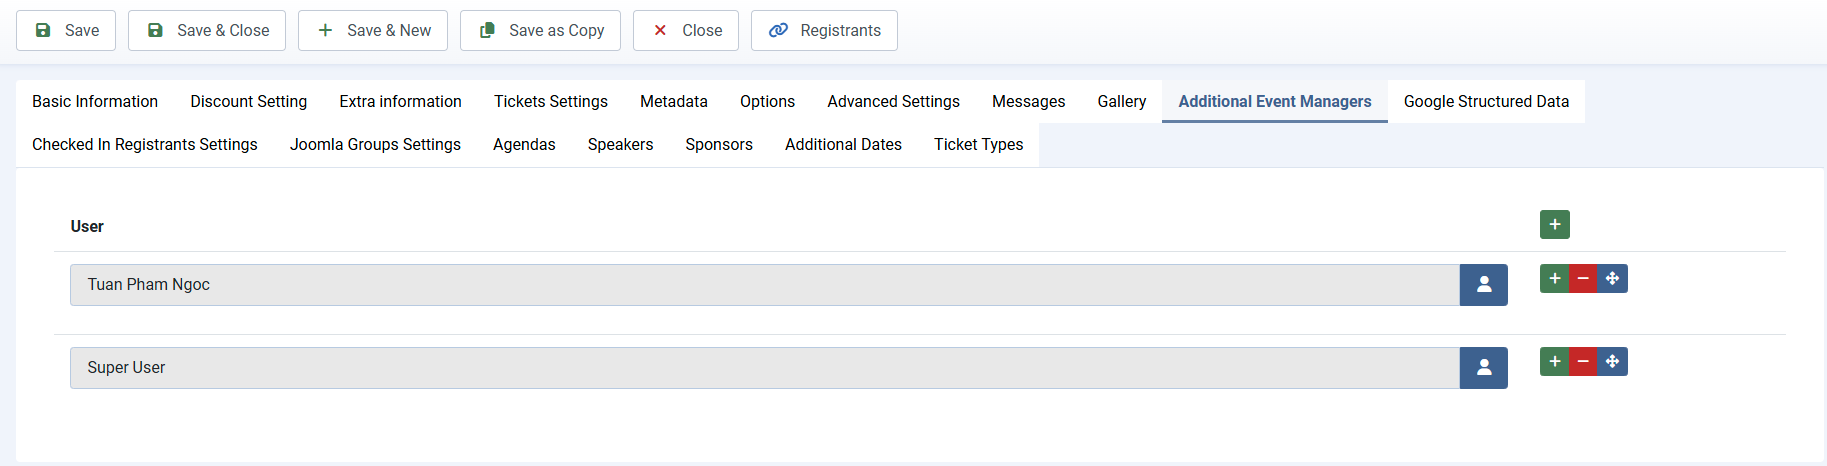 Save Save & Close Save & New Save as Copy Close Registrants
Basic Information Discount Setting Extra information Tickets Settings Metadata Options Advanced Settings Messages Gallery Additional Event Managers Google Structured Data
Checked In Registrants Settings Joomla Groups Settings Agendas Speakers Sponsors Additional Dates Ticket Types
User
Tuan Pham Ngoc
Super User